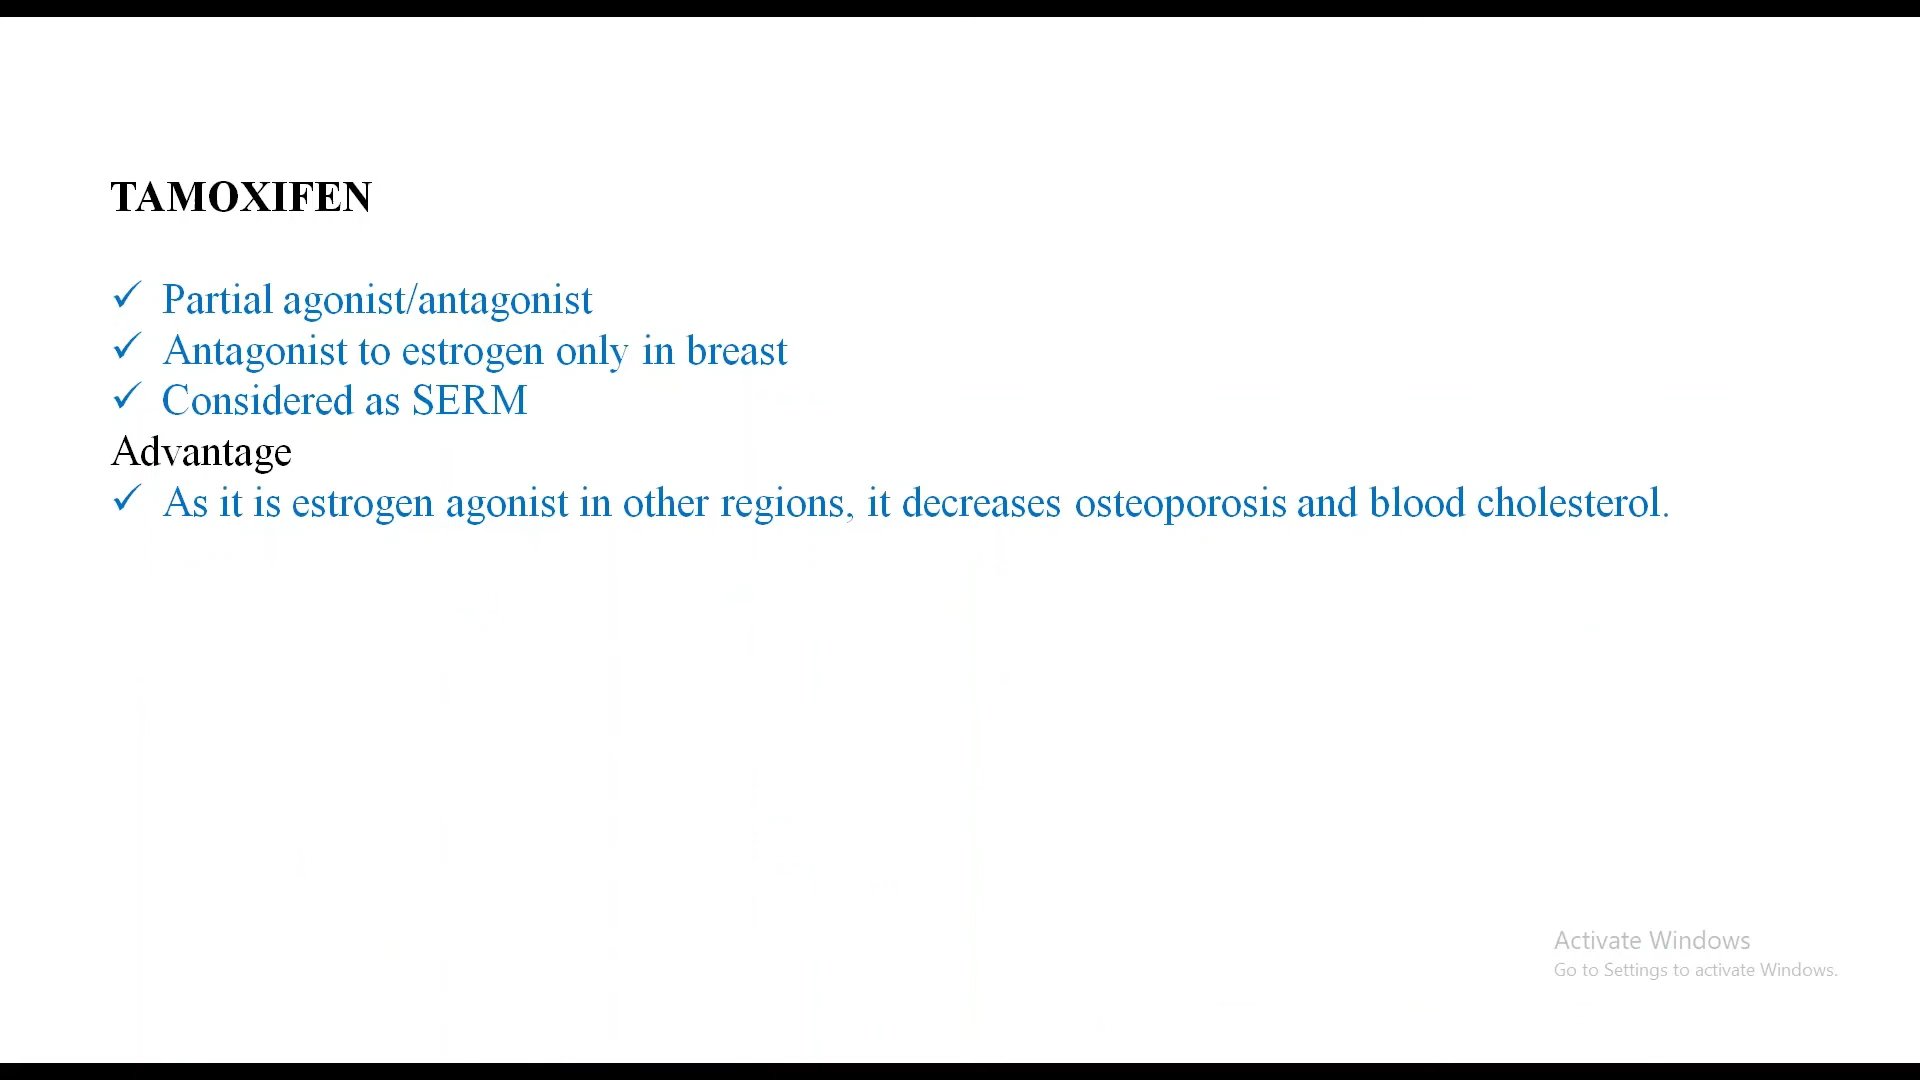 TAMOXIFEN
✓ Partial agonist/antagonist
✓ Antagonist to estrogen only in breast
✓ Considered as SERM
Advantage
✓ As it is estrogen agonist in other regions, it decreases osteoporosis and blood cholesterol.
Activate Windows
Go to Settings to activate Windows.